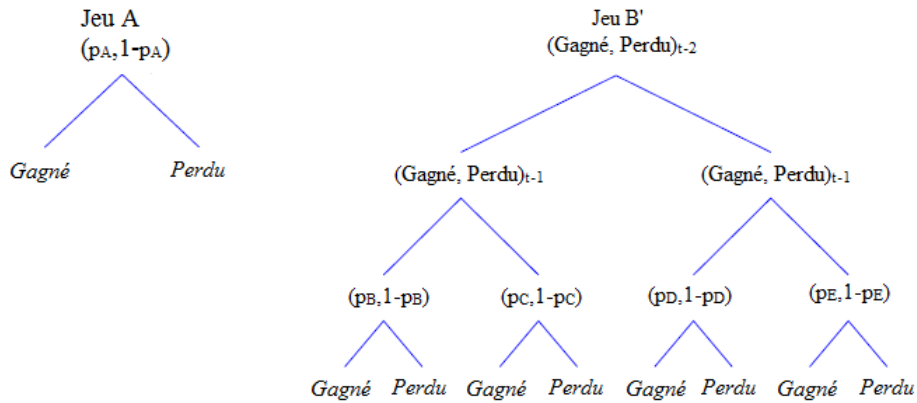 Jeu A
(pA,1-pA)
Gagné Perdu
Jeu B'
(Gagné, Perdu)t-2
(Gagné, Perdu)t-1 (Gagné, Perdu)t-1
(pB,1-pB) (pC,1-pC) (pD,1-pD) (pE,1-pE)
Gagné Perdu Gagné Perdu Gagné Perdu Gagné Perdu